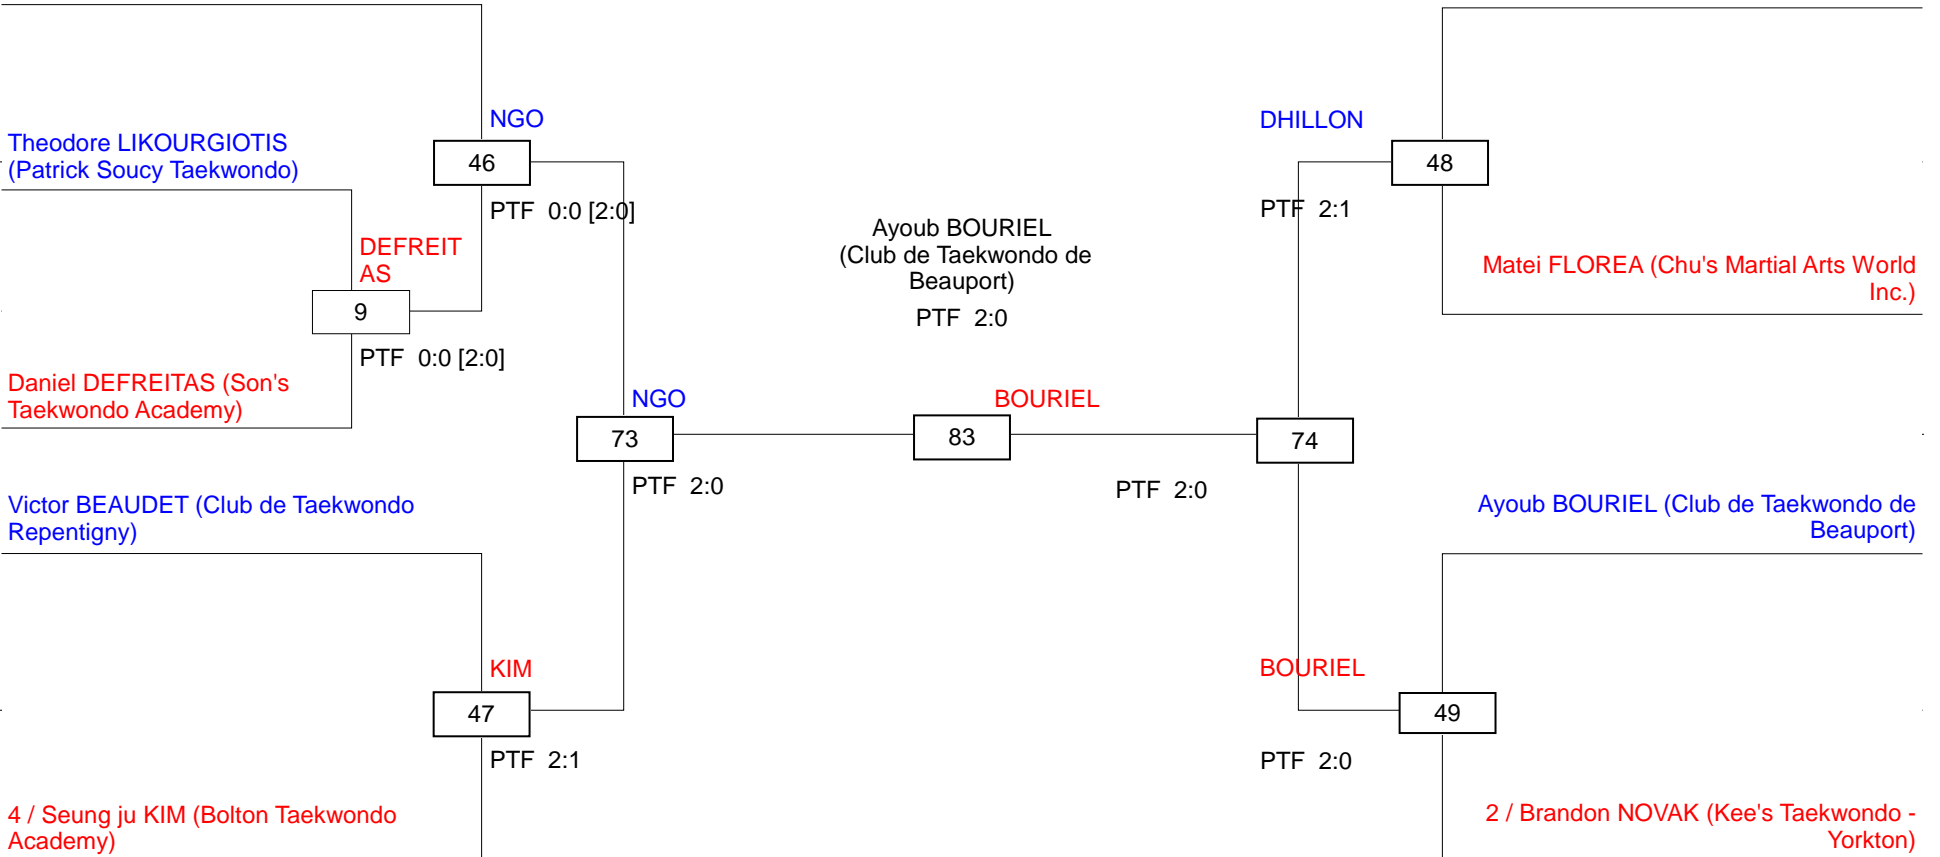 NGO
DHILLON
Theodore LIKOURGIOTIS
(Patrick Soucy Taekwondo)
46
48
PTF 0:0 [2:0]
PTF 2:1
Ayoub BOURIEL
(Club de Taekwondo de
Beauport)
PTF 2:0
DEFREIT
AS
Matei FLOREA (Chu's Martial Arts World
Inc.)
9
PTF 0:0 [2:0]
Daniel DEFREITAS (Son's
Taekwondo Academy)
NGO
BOURIEL
73
83
74
PTF 2:0
PTF 2:0
Victor BEAUDET (Club de Taekwondo
Repentigny)
Ayoub BOURIEL (Club de Taekwondo de
Beauport)
KIM
BOURIEL
47
49
PTF 2:1
PTF 2:0
4 / Seung ju KIM (Bolton Taekwondo
Academy)
2 / Brandon NOVAK (Kee's Taekwondo -
Yorkton)